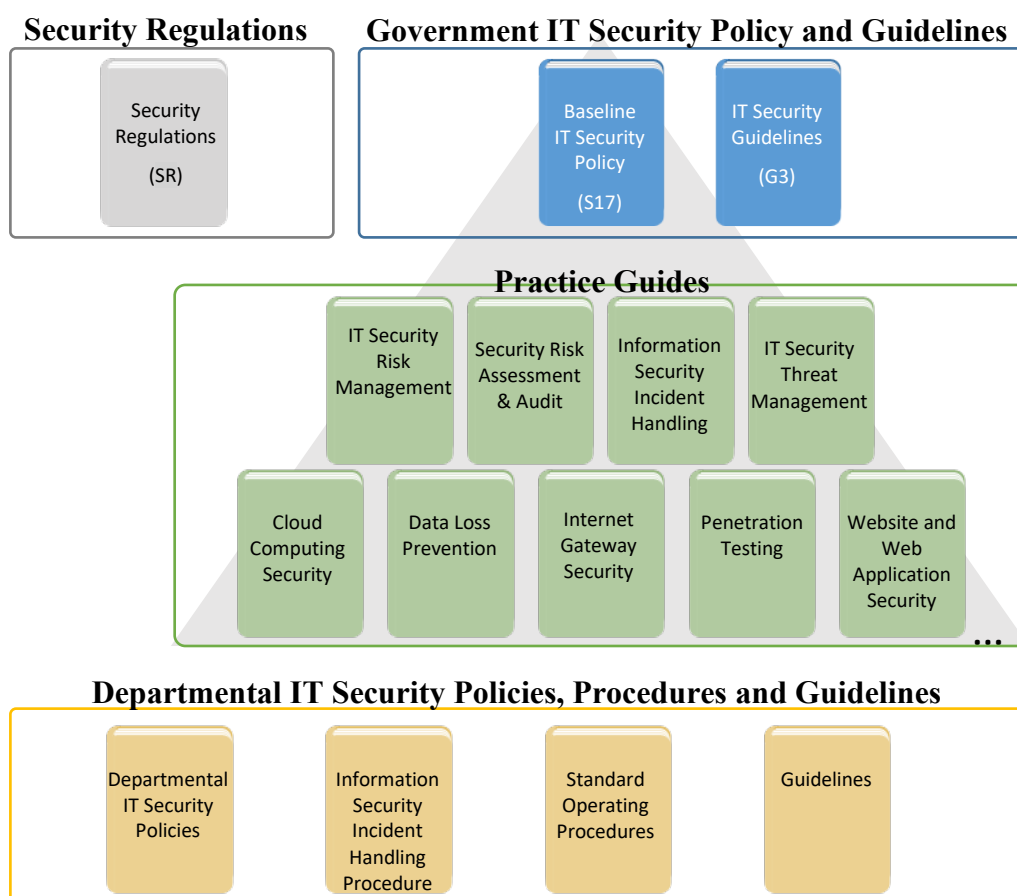 Security Regulations
Government IT Security Policy and Guidelines
Security
Regulations
(SR)
Baseline
IT Security
Policy
(S17)
IT Security
Guidelines
(G3)
Practice Guides
IT Security
Risk
Management
Security Risk
Assessment
& Audit
Information
Security
Incident
Handling
IT Security
Threat
Management
Cloud
Computing
Security
Data Loss
Prevention
Internet
Gateway
Security
Penetration
Testing
Website and
Web
Application
Security
...
Departmental IT Security Policies, Procedures and Guidelines
Departmental
IT Security
Policies
Information
Security
Incident
Handling
Procedure
Standard
Operating
Procedures
Guidelines